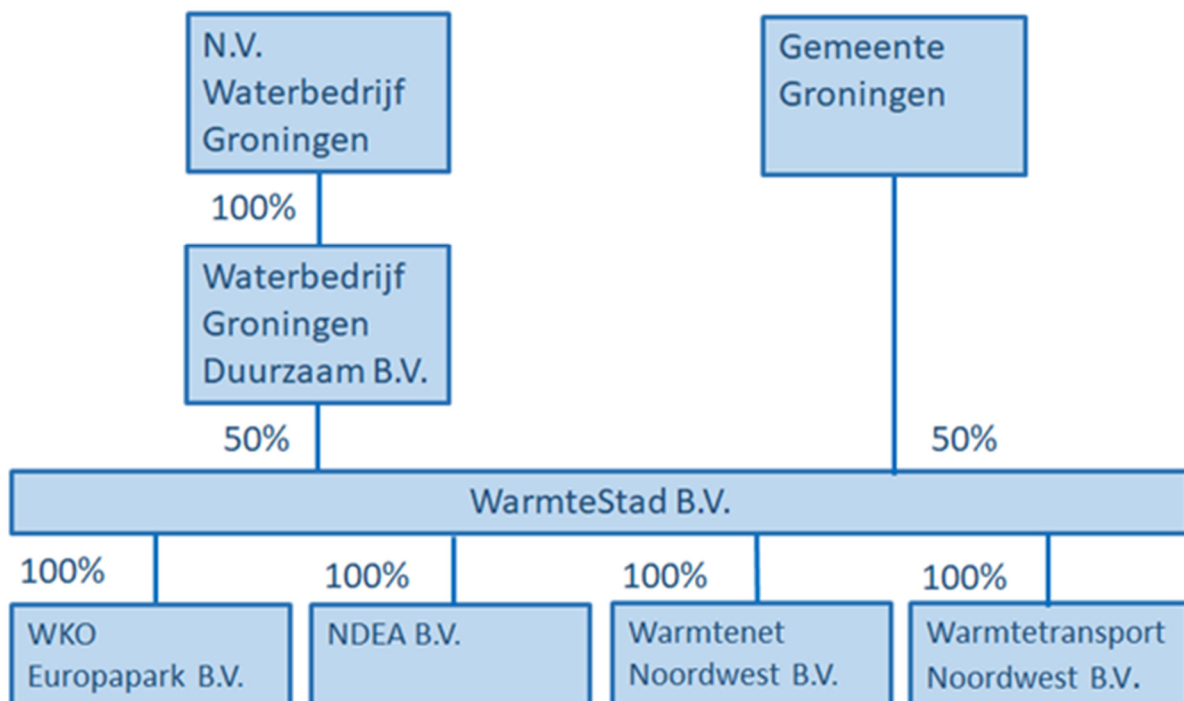 N.V.
Waterbedrijf
Groningen
Gemeente
Groningen
100%
Waterbedrijf
Groningen
Duurzaam B.V.
50%
50%
WarmteStad B.V.
100%
100%
100%
100%
WKO
Europapark B.V.
NDEA B.V.
Warmtenet
Noordwest B.V.
Warmtetransport
Noordwest B.V.